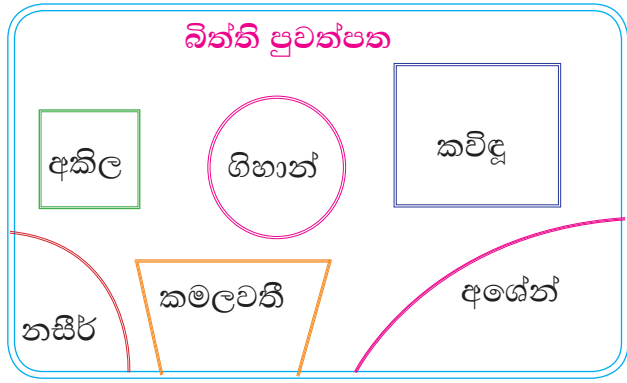 බිත්ති පුවත්පත
අකිල
ගිහාන්
කවිඳු
නසීර්
කමලවතී
අශේන්